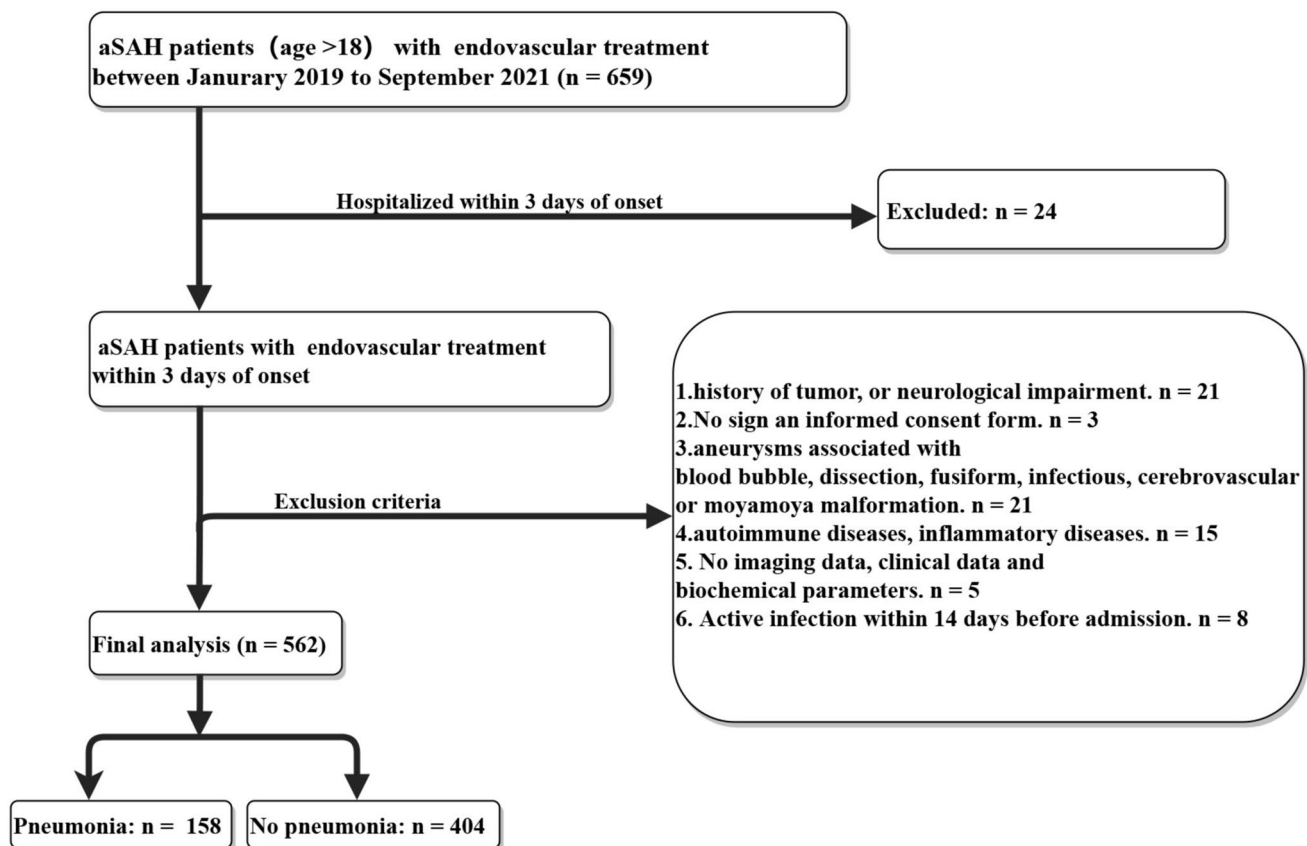 aSAH patients（age >18） with endovascular treatment
between Janurary 2019 to September 2021 (n = 659)
Hospitalized within 3 days of onset
Excluded: n = 24
aSAH patients with endovascular treatment
within 3 days of onset
1.history of tumor, or neurological impairment. n = 21
2.No sign an informed consent form. n = 3
3.aneurysms associated with
blood bubble, dissection, fusiform, infectious, cerebrovascular
or moyamoya malformation. n = 21
4.autoimmune diseases, inflammatory diseases. n = 15
5. No imaging data, clinical data and
biochemical parameters. n = 5
6. Active infection within 14 days before admission. n = 8
Exclusion criteria
Final analysis (n = 562)
Pneumonia: n = 158
No pneumonia: n = 404